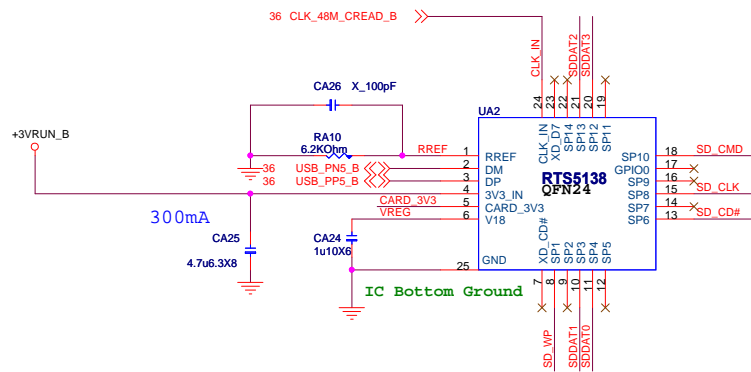 36 CLK_48M_CREAD_B
CLK_IN
SDDAT2
SDDAT3
24
23
22
21
20
19
CA26 X_100pF
UA2
CLK_IN
XD_D7
SP14
SP13
SP12
SP11
+3VRUN_B
RA10
6.2KOhm
RREF 1 RREF
36 USB_PN5_B 2 DM
36 USB_PP5_B 3 DP
4 3V3_IN
CARD_3V3 5 CARD_3V3
VREG 6 V18
RTS5138
QFN24
SP10 18 SD_CMD
GPIO0 17
SP9 16
SP8 15 SD_CLK
SP7 14
SP6 13 SD_CD#
300mA
CA25
4.7u6.3X8
CA24
1u10X6
25 GND
XD_CD#
SP1
SP2
SP3
SP4
SP5
IC Bottom Ground
7
8
9
10
11
12
SD_WP
SDDAT1
SDDAT0